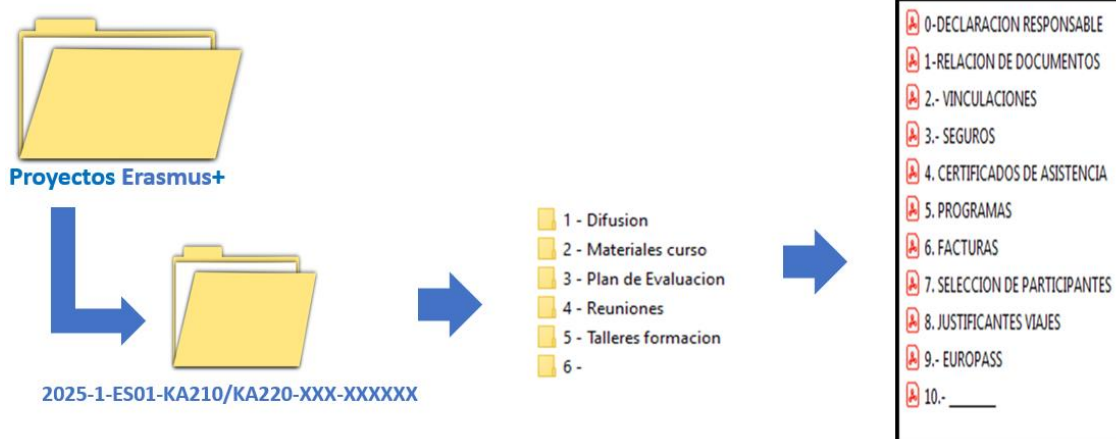 Proyectos Erasmus+
2025-1-ES01-KA210/KA220-XXX-XXXXXX
1 - Difusion
2 - Materiales curso
3 - Plan de Evaluacion
4 - Reuniones
5 - Talleres formacion
6 -
0-DECLARACION RESPONSABLE
1-RELACION DE DOCUMENTOS
2.- VINCULACIONES
3.- SEGUROS
4. CERTIFICADOS DE ASISTENCIA
5. PROGRAMAS
6. FACTURAS
7. SELECCION DE PARTICIPANTES
8. JUSTIFICANTES VIAJES
9.- EUROPASS
10.- ______